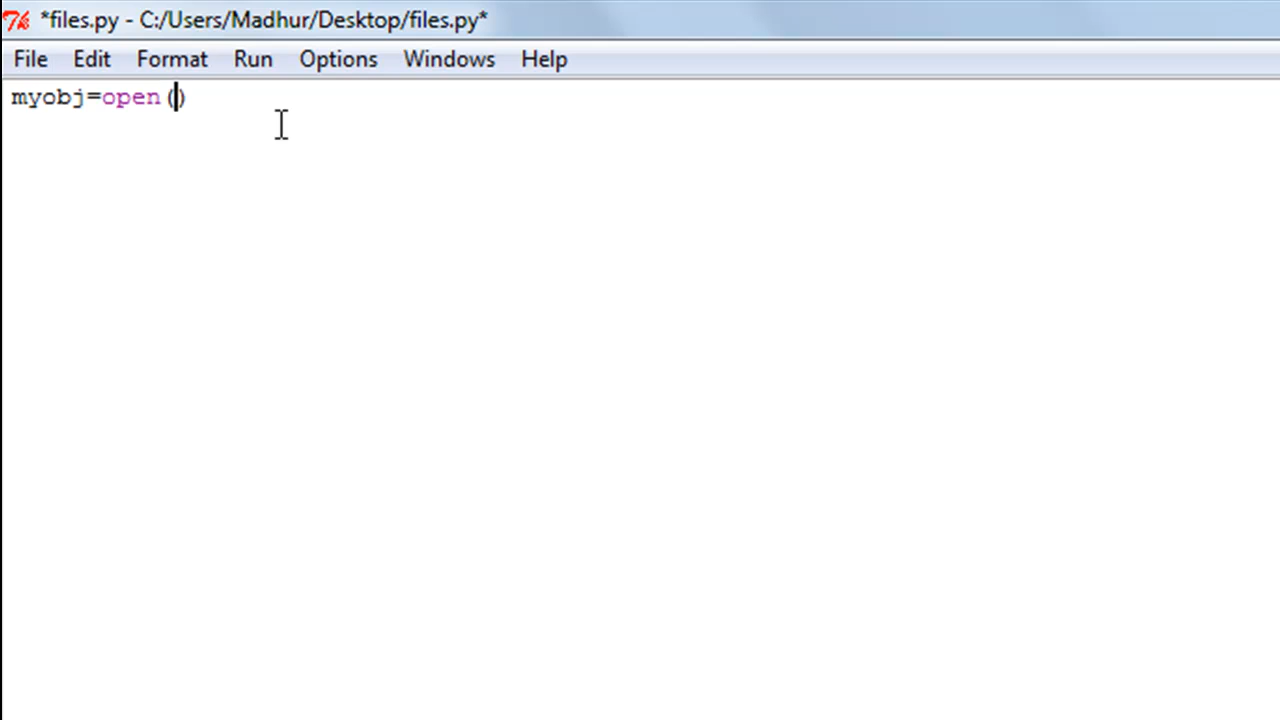 *files.py - C:/Users/Madhur/Desktop/files.py*
File Edit Format Run Options Windows Help
myobj=open()